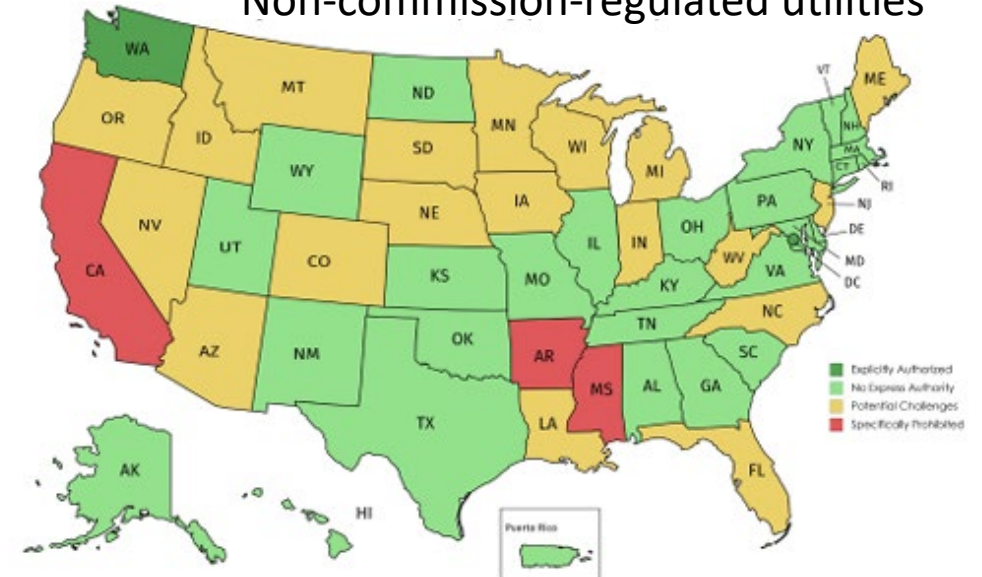 Non-commission-regulated utilities
WA
MT
ND
MN
ME
VT
OR
ID
SD
WI
MI
NY
NH
MA
CT
RI
WY
IA
PA
NJ
NV
NE
OH
DE
UT
CO
IL
IN
WV
MD
CA
KS
MO
KY
VA
DC
AZ
NM
OK
TN
NC
AR
SC
MS
AL
GA
TX
LA
FL
AK
HI
Explicitly Authorized
No Express Authority
Potential Challenges
Specifically Prohibited
Puerto Rico